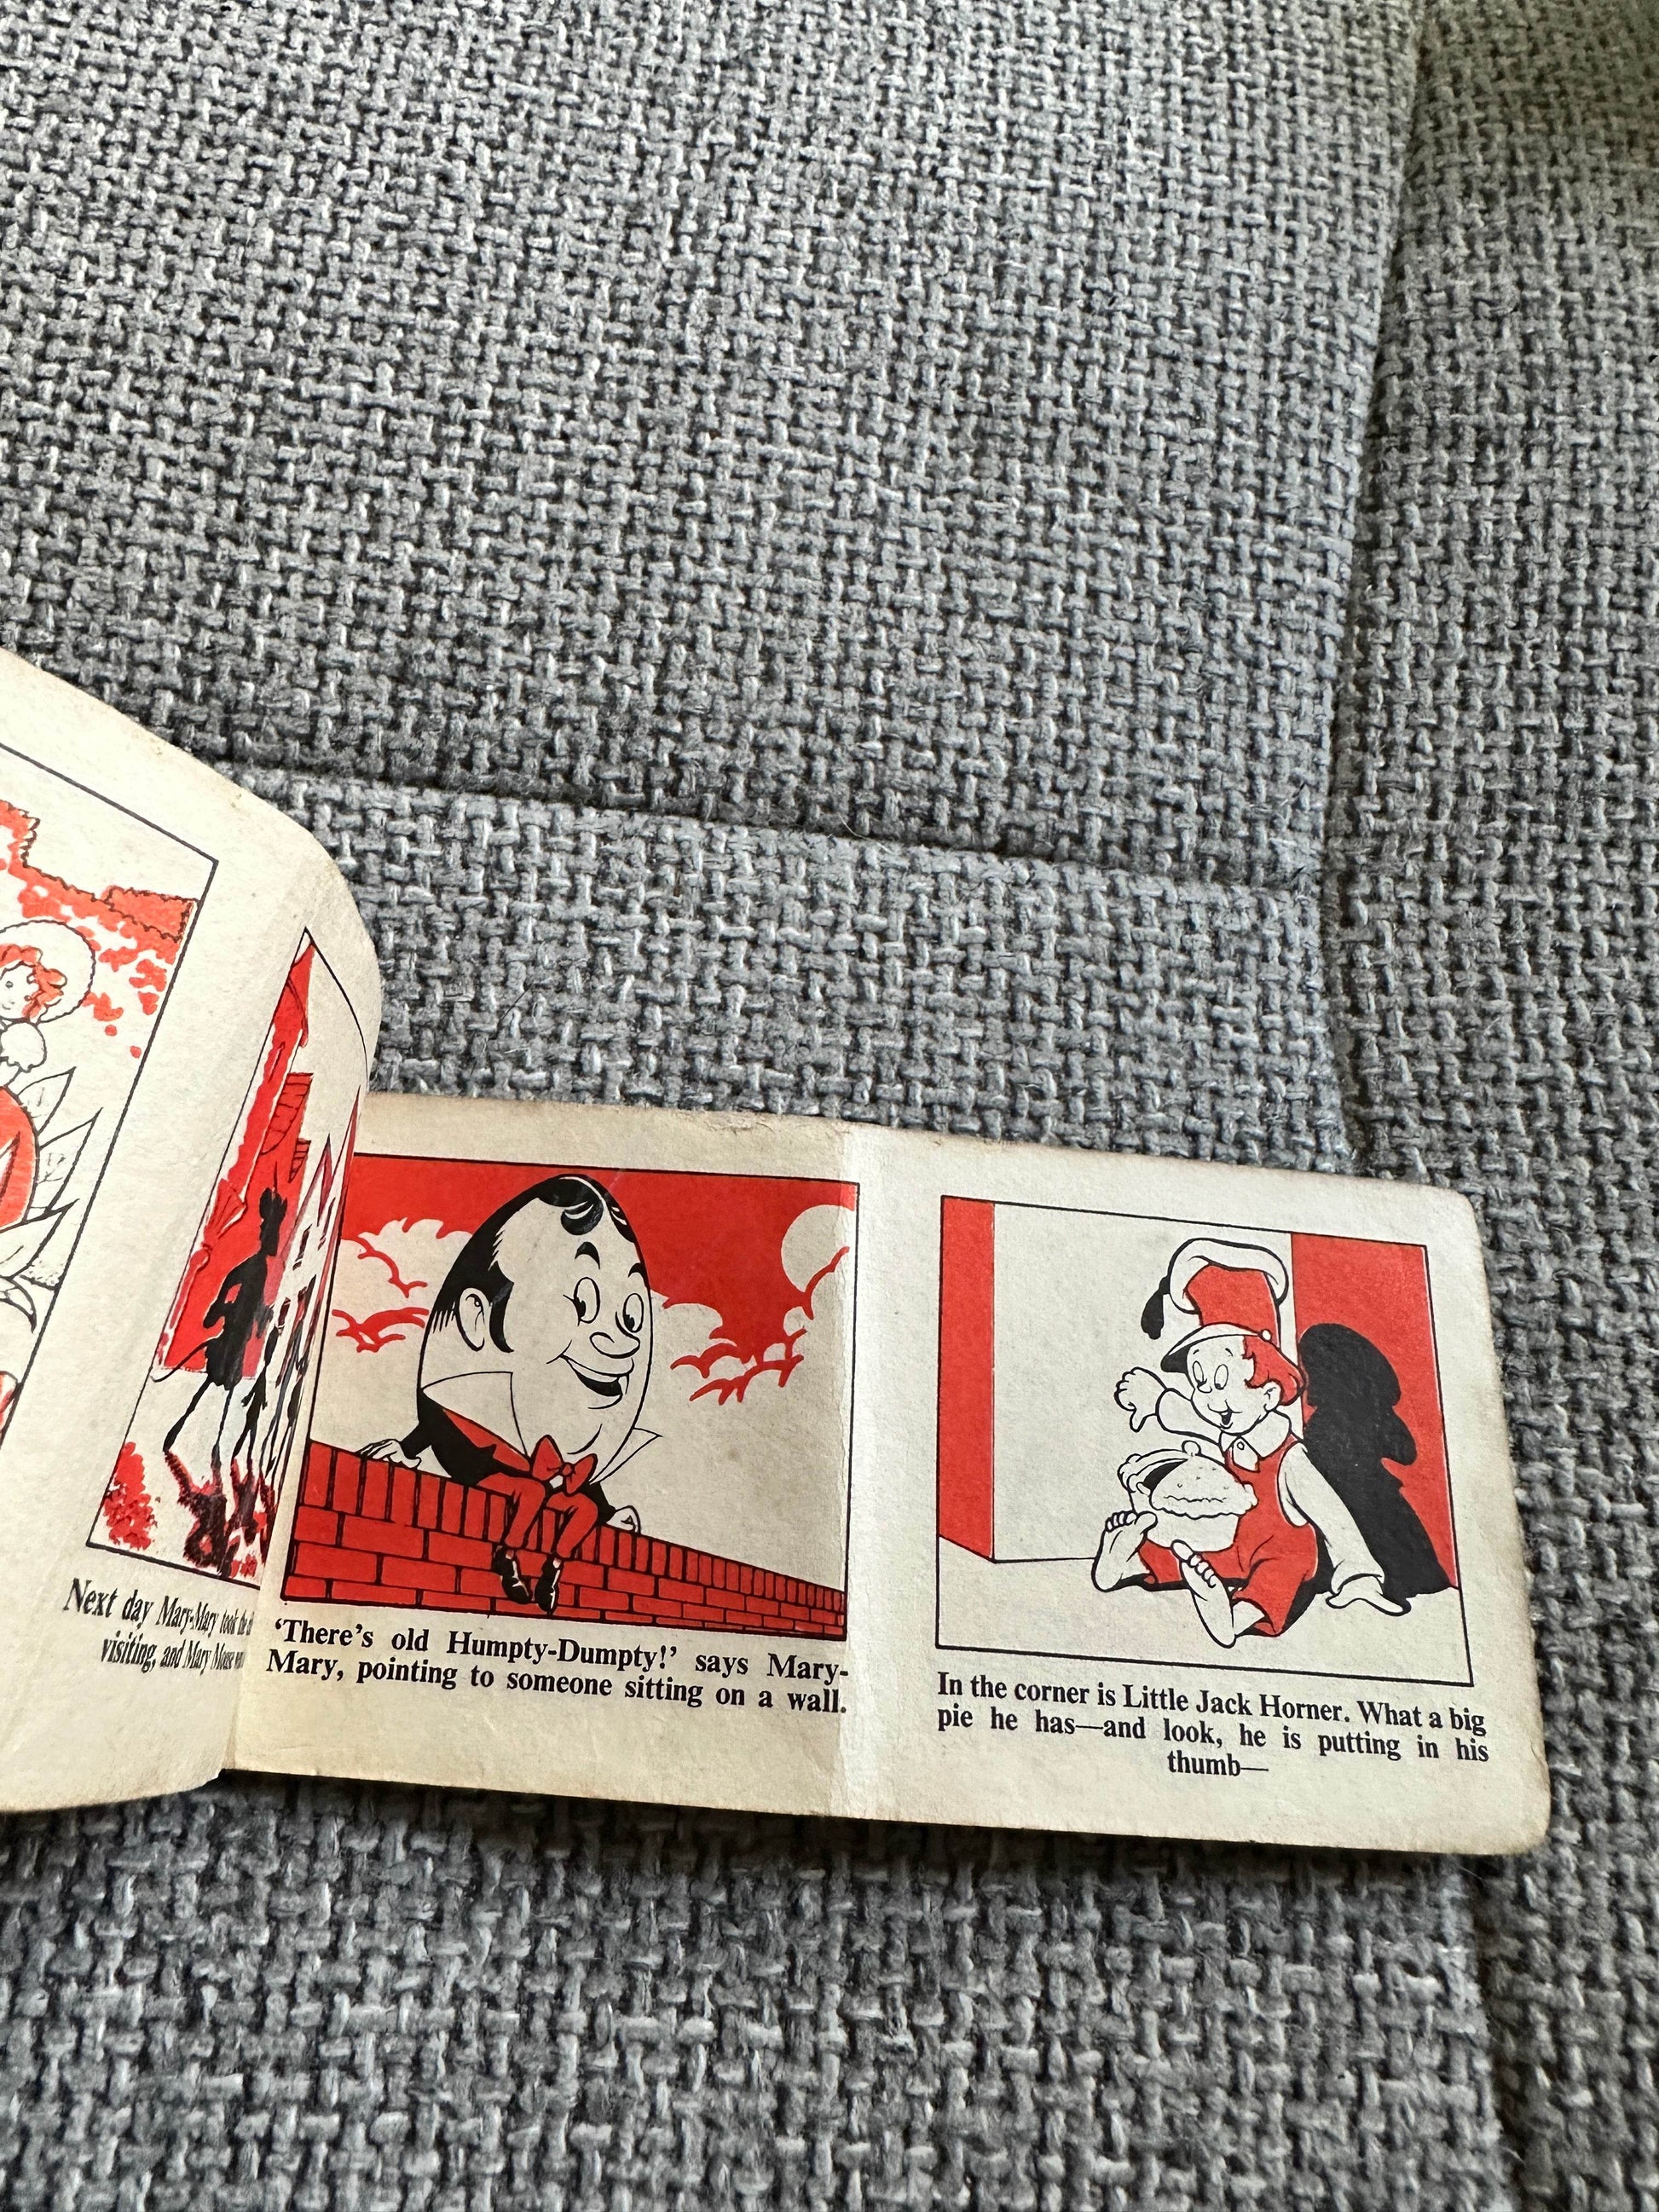 Next day Mary-Mary took the
visiting, and Mary Mouse
'There's old Humpty-Dumpty!' says Mary-
Mary, pointing to someone sitting on a wall.
In the corner is Little Jack Horner. What a big
pie he has—and look, he is putting in his
thumb—